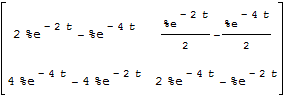 2 %e^(- 2 t) - %e^(- 4 t)    %e^(- 2 t)/2 - %e^(- 4 t)/2
4 %e^(- 4 t) - 4 %e^(- 2 t)    2 %e^(- 4 t) - %e^(- 2 t)